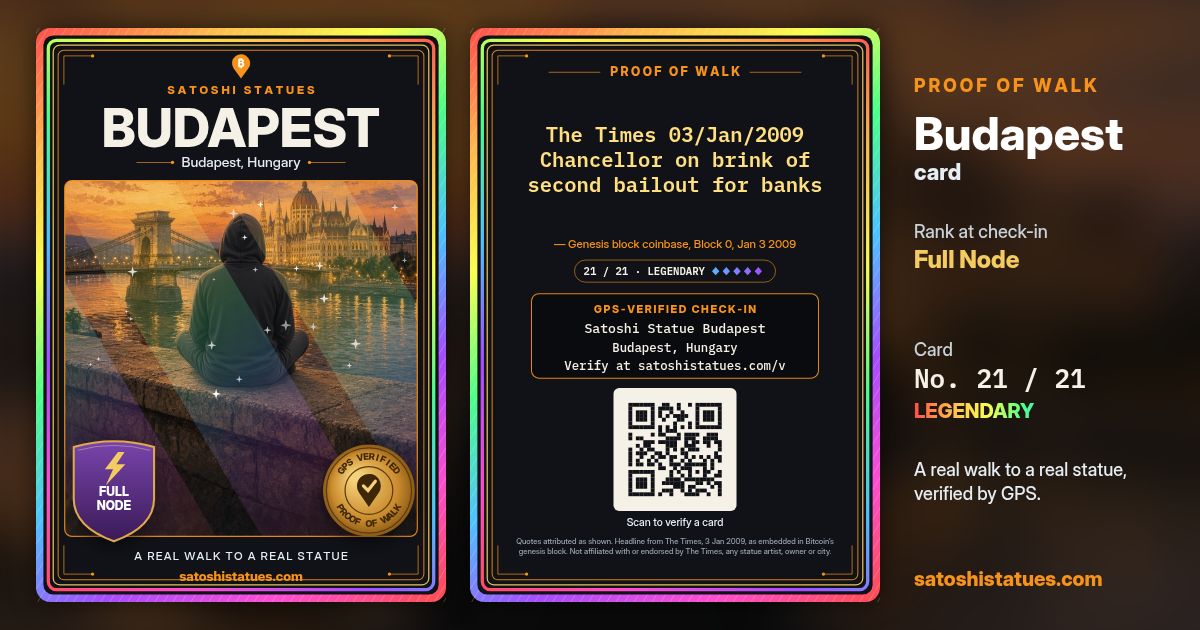 SATOSHI STATUES
BUDAPEST
Budapest, Hungary
FULL
NODE
GPS VERIFIED
PROOF OF WALK
A REAL WALK TO A REAL STATUE
satoshistatues.com
PROOF OF WALK
The Times 03/Jan/2009
Chancellor on brink of
second bailout for banks
— Genesis block coinbase, Block 0, Jan 3 2009
21 / 21 · LEGENDARY
GPS-VERIFIED CHECK-IN
Satoshi Statue Budapest
Budapest, Hungary
Verify at satoshistatues.com/v
Scan to verify a card
Quotes attributed as shown. Headline from The Times, 3 Jan 2009, as embedded in Bitcoin's
genesis block. Not affiliated with or endorsed by The Times, any statue artist, owner or city.
PROOF OF WALK
Budapest
card
Rank at check-in
Full Node
Card
No. 21 / 21
LEGENDARY
A real walk to a real statue,
verified by GPS.
satoshistatues.com